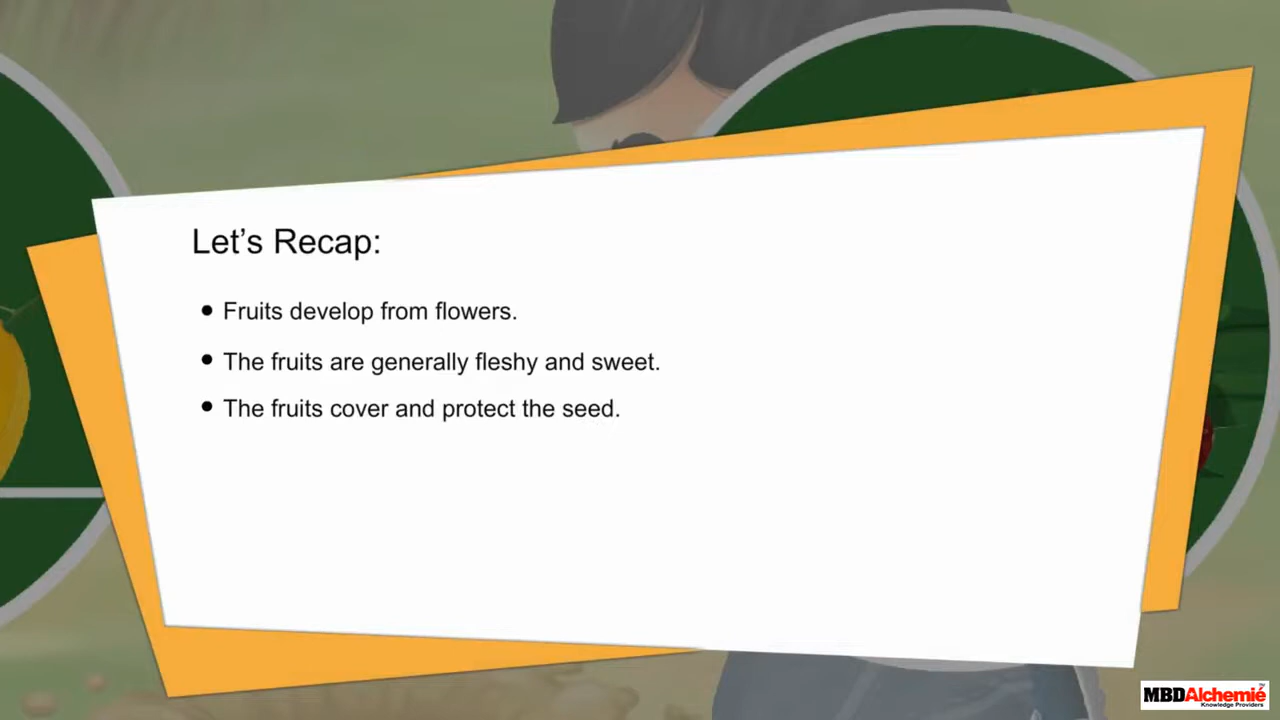 Let’s Recap:
• Fruits develop from flowers.
• The fruits are generally fleshy and sweet.
• The fruits cover and protect the seed.
MBDAlchemie
Knowledge Providers